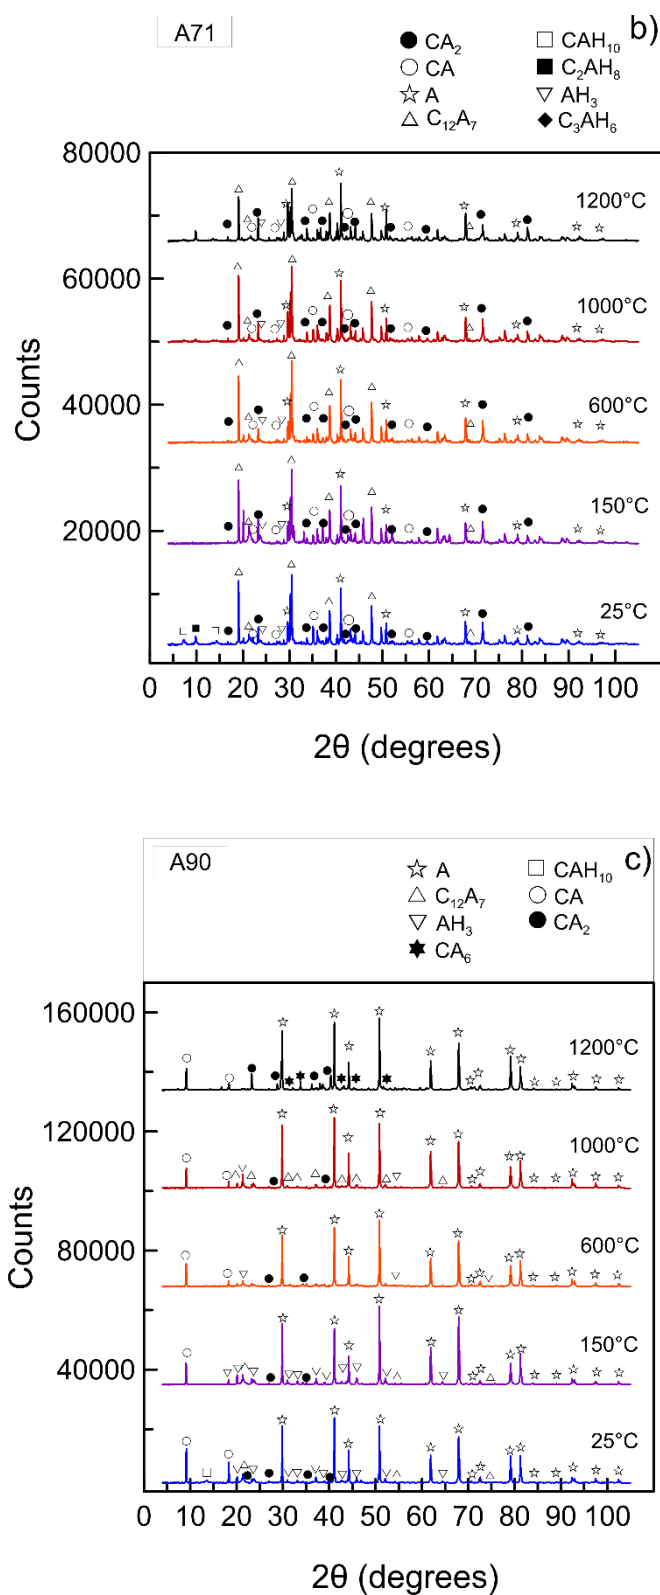 A71
b)
● CA₂ □ CAH₁₀
○ CA ■ C₂AH₈
☆ A ▽ AH₃
△ C₁₂A₇ ◆ C₃AH₆
80000
1200°C
60000
1000°C
40000
600°C
150°C
20000
25°C
0 10 20 30 40 50 60 70 80 90 100
Counts
2θ (degrees)
A90
c)
☆ A □ CAH₁₀
△ C₁₂A₇ ○ CA
▽ AH₃ ● CA₂
✶ CA₆
160000
1200°C
120000
1000°C
80000
600°C
150°C
40000
25°C
0 10 20 30 40 50 60 70 80 90 100
Counts
2θ (degrees)